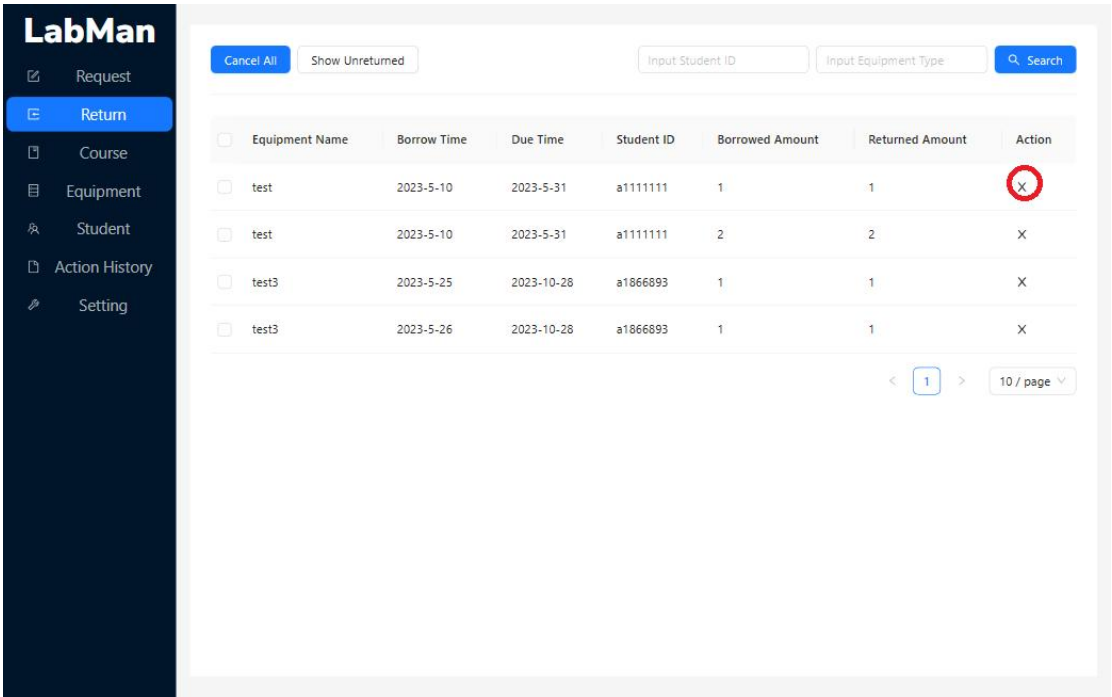 LabMan
Request
Return
Course
Equipment
Student
Action History
Setting
Cancel All Show Unreturned Input Student ID Input Equipment Type Search
Equipment Name Borrow Time Due Time Student ID Borrowed Amount Returned Amount Action
test 2023-5-10 2023-5-31 a1111111 1 1 X
test 2023-5-10 2023-5-31 a1111111 2 2 X
test3 2023-5-25 2023-10-28 a1866893 1 1 X
test3 2023-5-26 2023-10-28 a1866893 1 1 X
< 1 > 10 / page